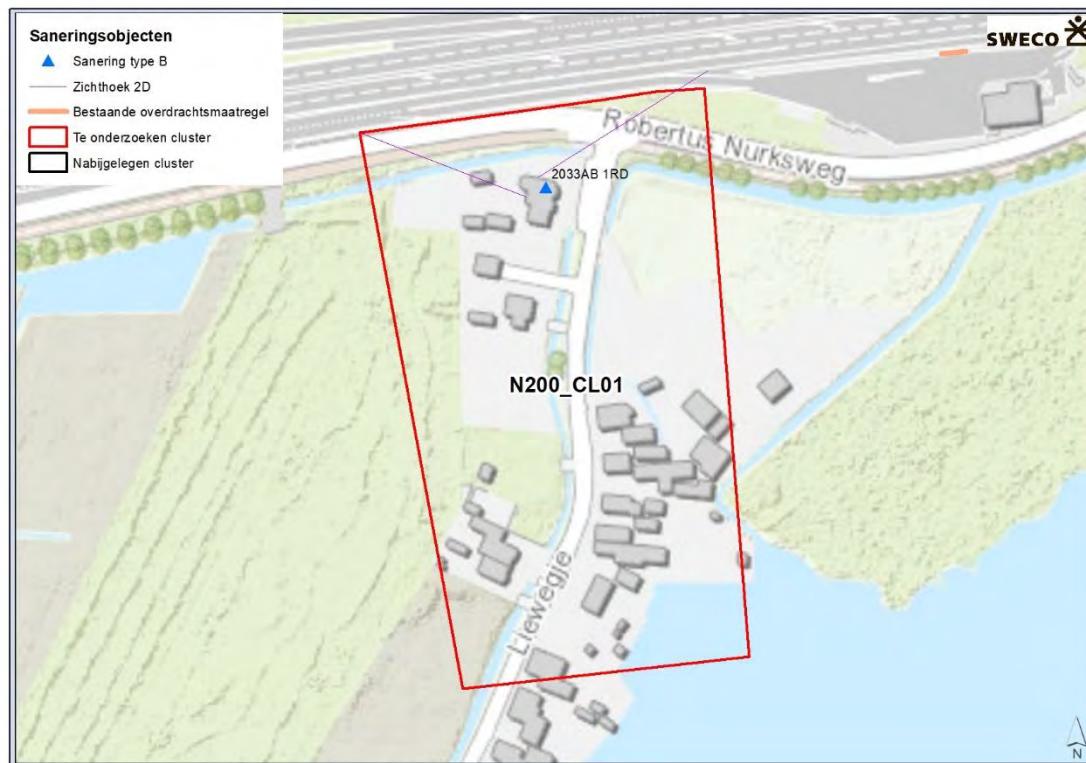 Saneringsobjecten
Sanering type B
Zichthoek 2D
Bestaande overdrachtsmaatregel
Te onderzoeken cluster
Nabijgelegen cluster
SWECO
Robertus Nurksweg
2033AB 1RD
N200_CL01
Liewegje
N